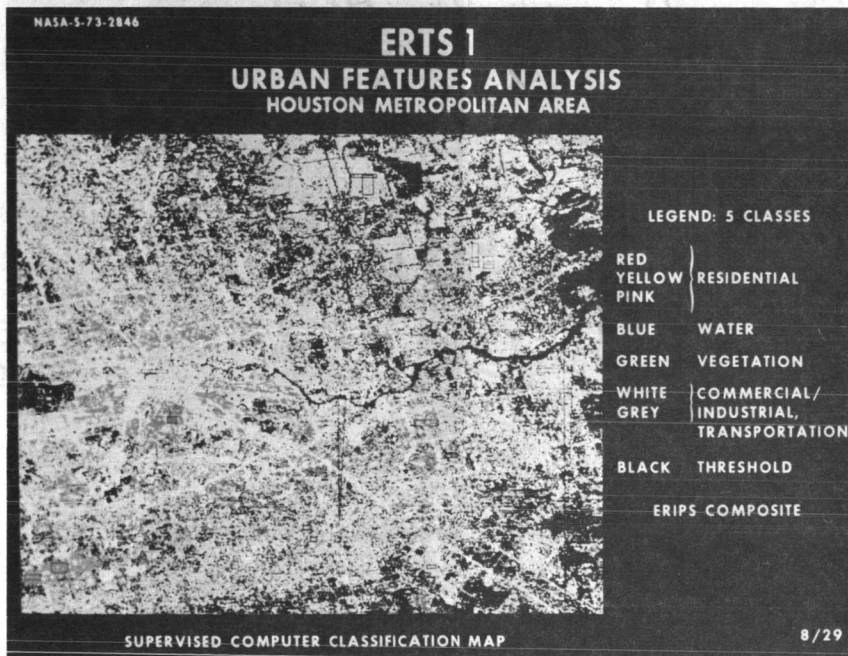 NASA-S-73-2846
ERTS 1
URBAN FEATURES ANALYSIS
HOUSTON METROPOLITAN AREA
LEGEND: 5 CLASSES
RED
YELLOW RESIDENTIAL
PINK
BLUE WATER
GREEN VEGETATION
WHITE COMMERCIAL/
GREY INDUSTRIAL,
TRANSPORTATION
BLACK THRESHOLD
ERIPS COMPOSITE
SUPERVISED COMPUTER CLASSIFICATION MAP
8/29